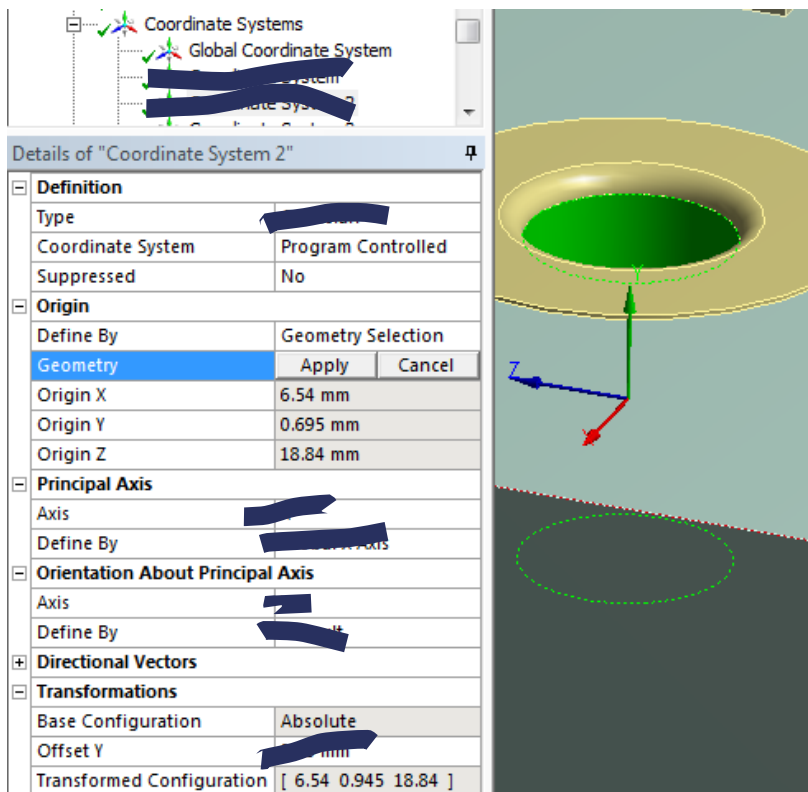 Coordinate Systems
Global Coordinate System
Details of "Coordinate System 2"
Definition
Type
Coordinate System Program Controlled
Suppressed No
Origin
Define By Geometry Selection
Geometry Apply Cancel
Origin X 6.54 mm
Origin Y 0.695 mm
Origin Z 18.84 mm
Principal Axis
Axis
Define By
Orientation About Principal Axis
Axis
Define By
Directional Vectors
Transformations
Base Configuration Absolute
Offset Y mm
Transformed Configuration [ 6.54 0.945 18.84 ]
Y
Z
X